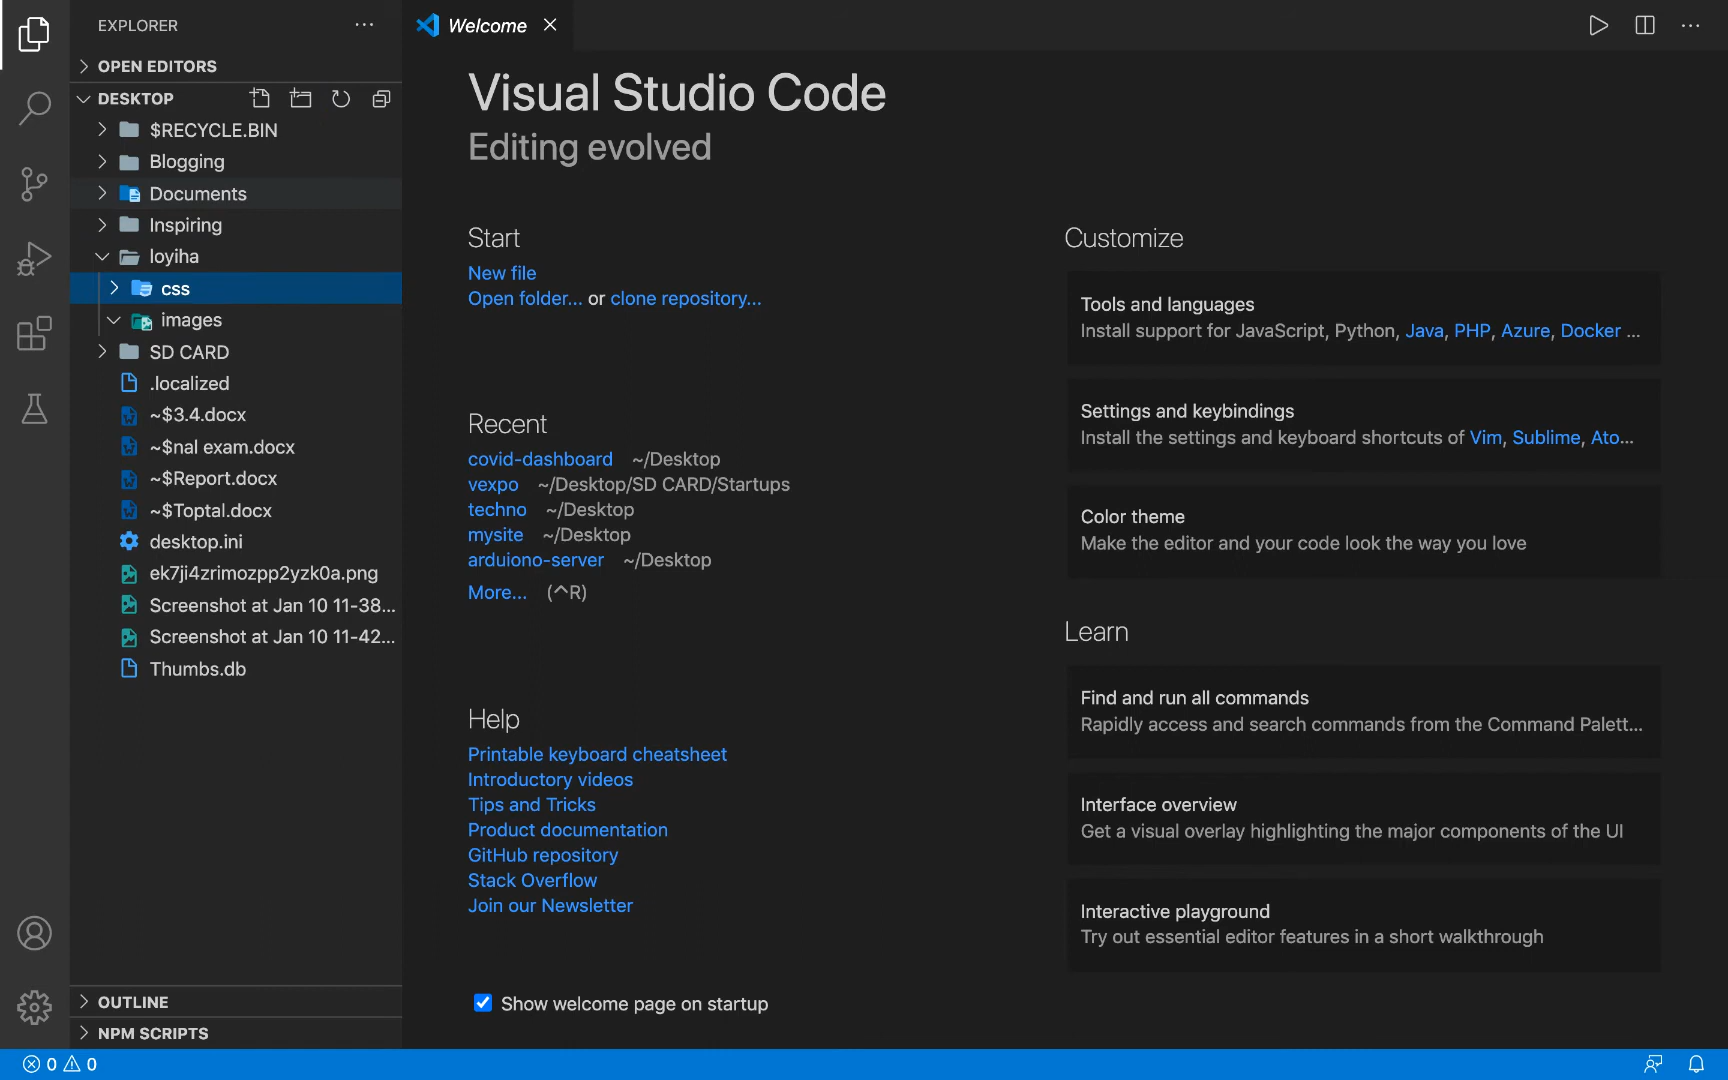 EXPLORER
OPEN EDITORS
DESKTOP
$RECYCLE.BIN
Blogging
Documents
Inspiring
loyiha
css
images
SD CARD
.localized
~$3.4.docx
~$nal exam.docx
~$Report.docx
~$Toptal.docx
desktop.ini
ek7ji4zrimozpp2yzk0a.png
Screenshot at Jan 10 11-38...
Screenshot at Jan 10 11-42...
Thumbs.db
OUTLINE
NPM SCRIPTS
Welcome
Visual Studio Code
Editing evolved
Start
New file
Open folder... or clone repository...
Recent
covid-dashboard ~/Desktop
vexpo ~/Desktop/SD CARD/Startups
techno ~/Desktop
mysite ~/Desktop
arduiono-server ~/Desktop
More... (^R)
Help
Printable keyboard cheatsheet
Introductory videos
Tips and Tricks
Product documentation
GitHub repository
Stack Overflow
Join our Newsletter
Show welcome page on startup
Customize
Tools and languages
Install support for JavaScript, Python, Java, PHP, Azure, Docker ...
Settings and keybindings
Install the settings and keyboard shortcuts of Vim, Sublime, Ato...
Color theme
Make the editor and your code look the way you love
Learn
Find and run all commands
Rapidly access and search commands from the Command Palett...
Interface overview
Get a visual overlay highlighting the major components of the UI
Interactive playground
Try out essential editor features in a short walkthrough
0 0